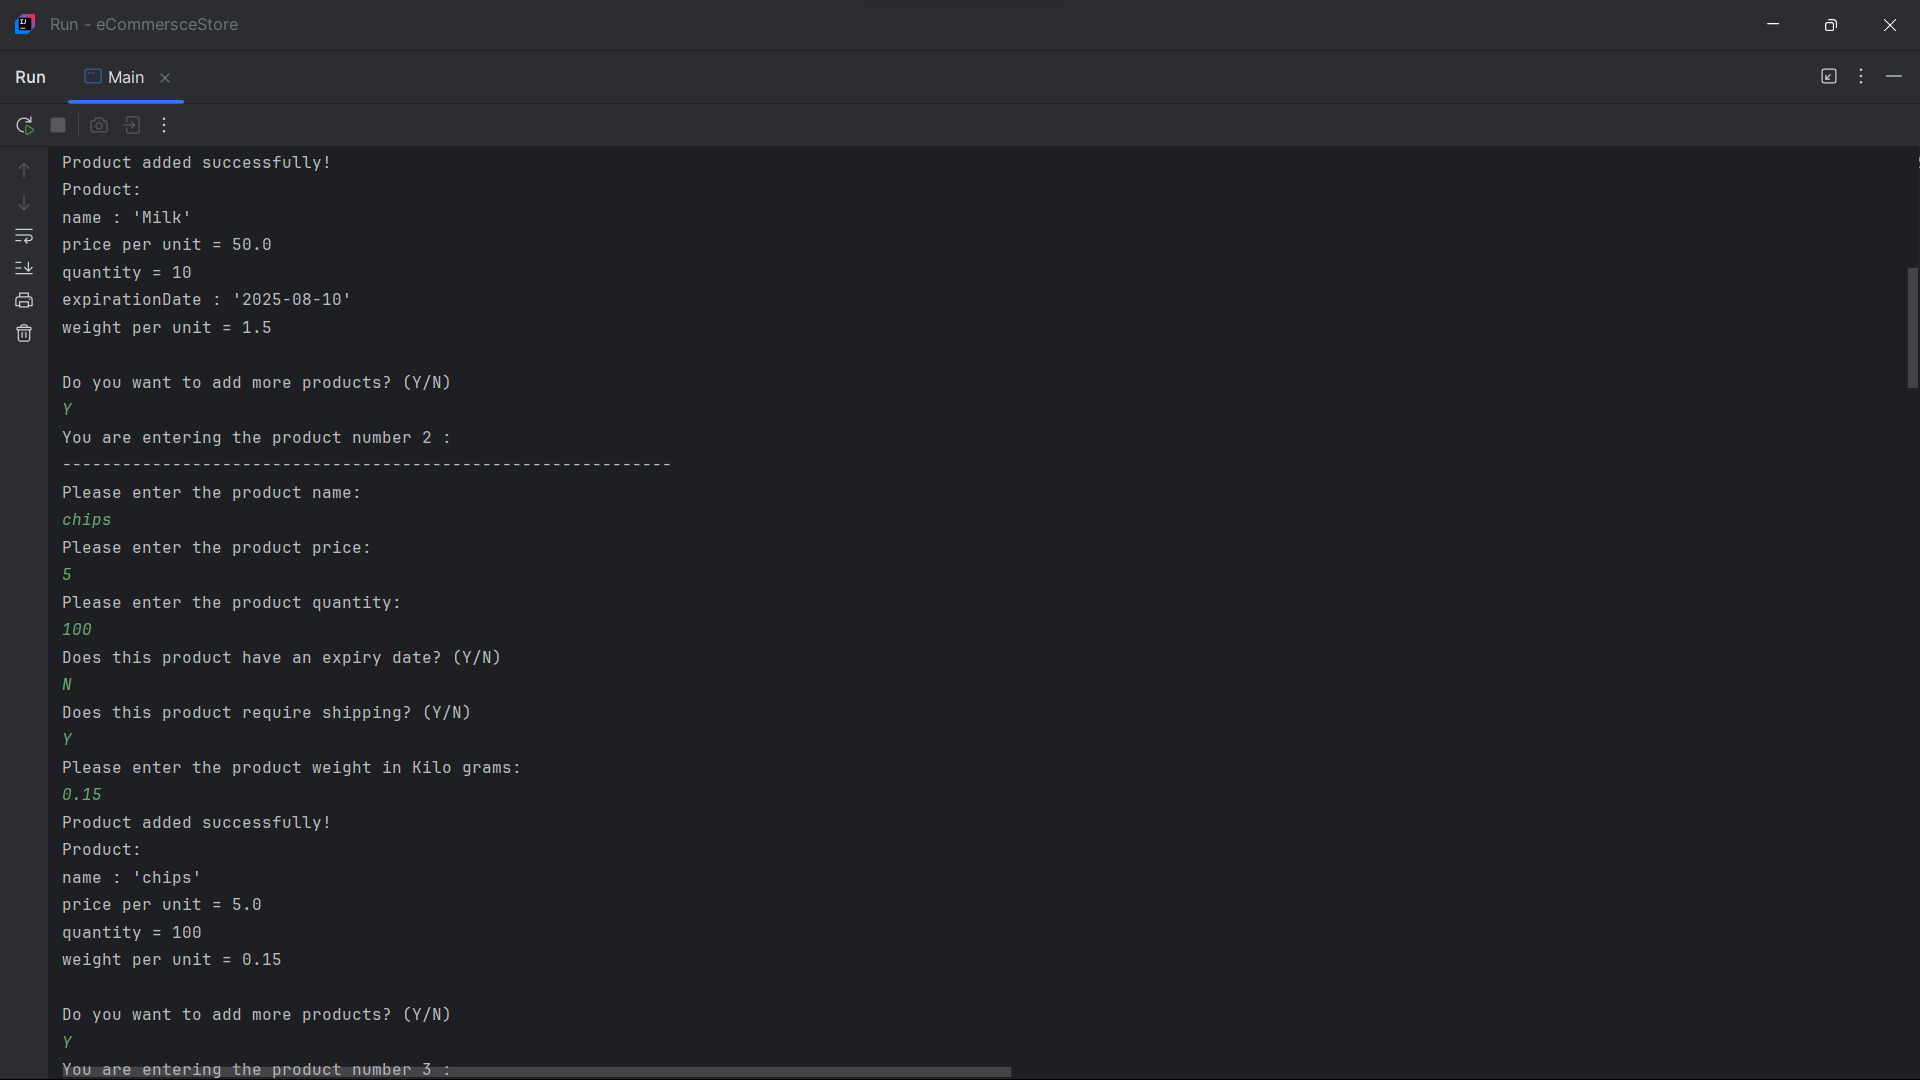 Run - eCommersceStore
Run Main
Product added successfully!
Product:
name : 'Milk'
price per unit = 50.0
quantity = 10
expirationDate : '2025-08-10'
weight per unit = 1.5
Do you want to add more products? (Y/N)
Y
You are entering the product number 2 :
-------------------------------------------------------------
Please enter the product name:
chips
Please enter the product price:
5
Please enter the product quantity:
100
Does this product have an expiry date? (Y/N)
N
Does this product require shipping? (Y/N)
Y
Please enter the product weight in Kilo grams:
0.15
Product added successfully!
Product:
name : 'chips'
price per unit = 5.0
quantity = 100
weight per unit = 0.15
Do you want to add more products? (Y/N)
Y
You are entering the product number 3 :